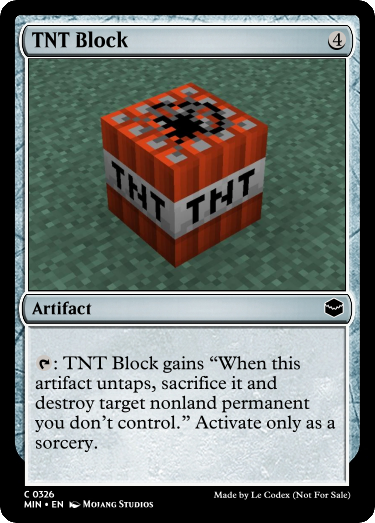 TNT Block 4
TNT TNT
Artifact
: TNT Block gains “When this
artifact untaps, sacrifice it and
destroy target nonland permanent
you don’t control.” Activate only as a
sorcery.
C 0326
MIN • EN Mojang Studios
Made by Le Codex (Not For Sale)